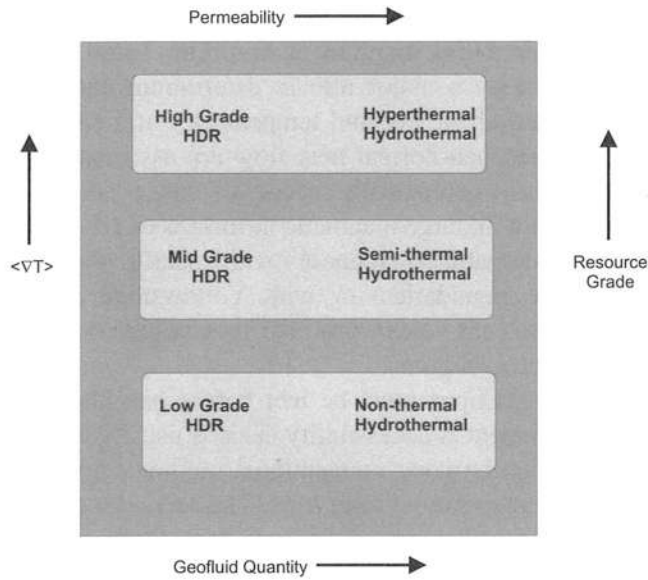 Permeability
High Grade HDR
Hyperthermal Hydrothermal
<∇T>
Mid Grade HDR
Semi-thermal Hydrothermal
Resource Grade
Low Grade HDR
Non-thermal Hydrothermal
Geofluid Quantity